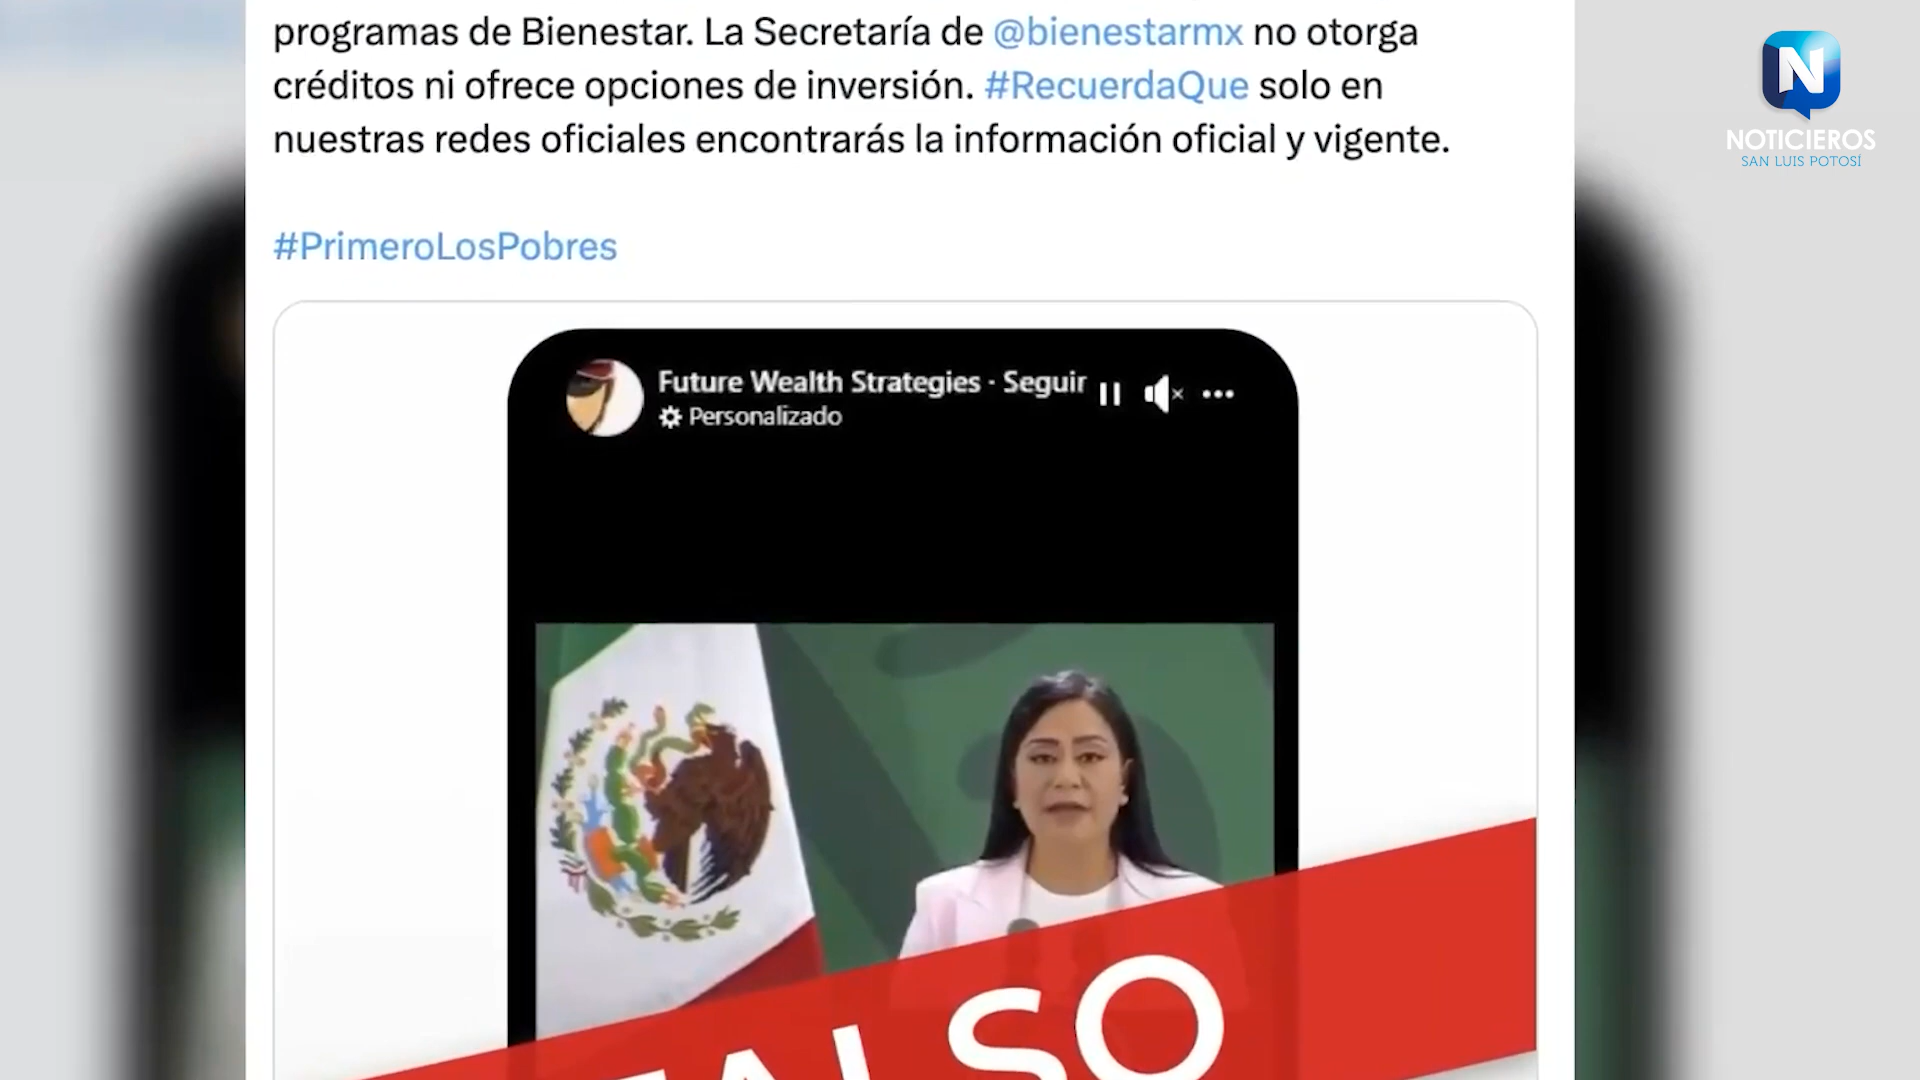 programas de Bienestar. La Secretaría de @bienestarmx no otorga
créditos ni ofrece opciones de inversión. #RecuerdaQue solo en
nuestras redes oficiales encontrarás la información oficial y vigente.
#PrimeroLosPobres
Future Wealth Strategies · Seguir
Personalizado
FALSO
N
NOTICIEROS
SAN LUIS POTOSÍ